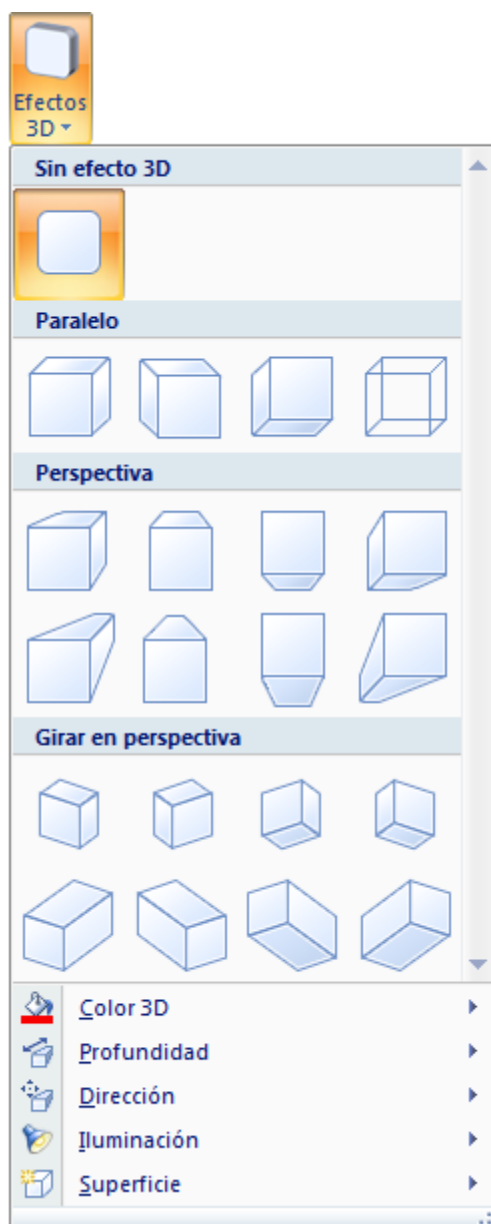 Efectos
3D
Sin efecto 3D
Paralelo
Perspectiva
Girar en perspectiva
Color 3D
Profundidad
Dirección
Iluminación
Superficie